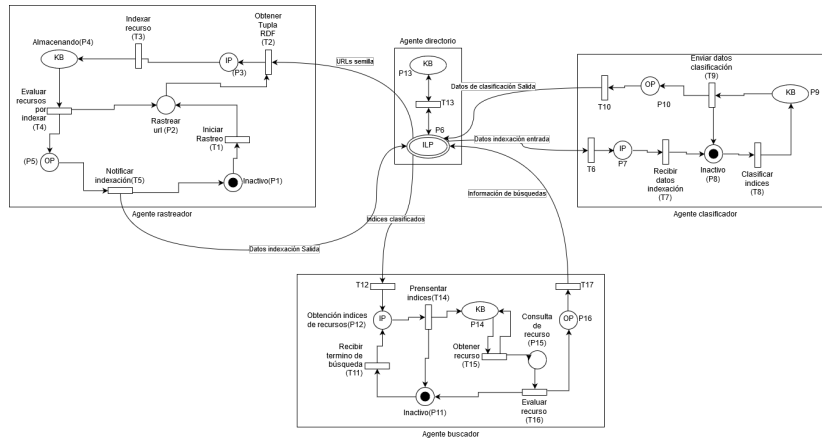 Indexar
recurso
(T3)
Obtener
Tupla
RDF
(T2)
Almacenando(P4)
KB
IP
(P3)
Evaluar
recursos
por
indexar
(T4)
Rastrear
url (P2)
Iniciar
Rastreo
(T1)
(P5)
OP
Notificar
indexación(T5)
Inactivo(P1)
Agente rastreador
URLs semilla
Agente directorio
KB
P13
T13
P6
ILP
Datos de clasificación Salida
Datos indexación entrada
Enviar datos
clasificación
(T9)
T10
OP
P10
KB
P9
T6
IP
P7
Recibir
datos
indexación
(T7)
Inactivo
(P8)
Clasificar
indices
(T8)
Agente clasificador
Información de búsquedas
Indices clasificados
Datos indexación Salida
T12
Prensentar
indices(T14)
T17
Obtención indices
de recursos(P12)
IP
KB
P14
Consulta
de
recurso
(P15)
OP
P16
Recibir
termino de
búsqueda
(T11)
Obtener
recurso
(T15)
Inactivo(P11)
Evaluar
recurso
(T16)
Agente buscador